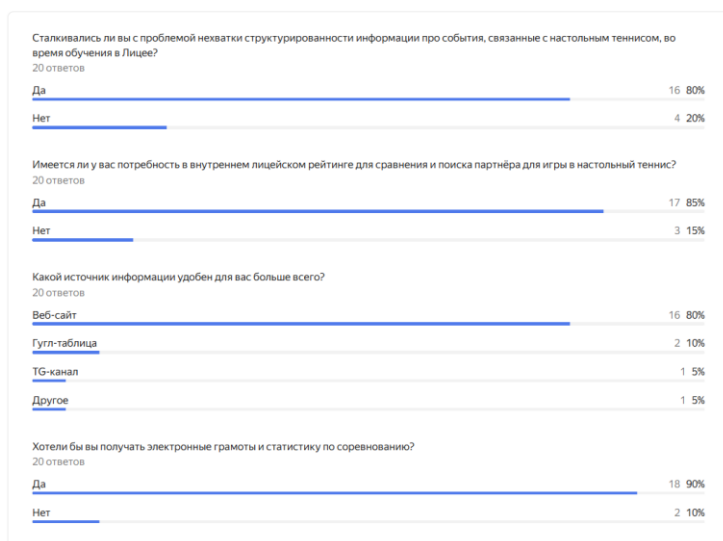 Сталкивались ли вы с проблемой нехватки структурированности информации про события, связанные с настольным теннисом, во
время обучения в Лицее?
20 ответов
Да 16 80%
Нет 4 20%
Имеется ли у вас потребность в внутреннем лицейском рейтинге для сравнения и поиска партнёра для игры в настольный теннис?
20 ответов
Да 17 85%
Нет 3 15%
Какой источник информации удобен для вас больше всего?
20 ответов
Веб-сайт 16 80%
Гугл-таблица 2 10%
TG-канал 1 5%
Другое 1 5%
Хотели бы вы получать электронные грамоты и статистику по соревнованию?
20 ответов
Да 18 90%
Нет 2 10%